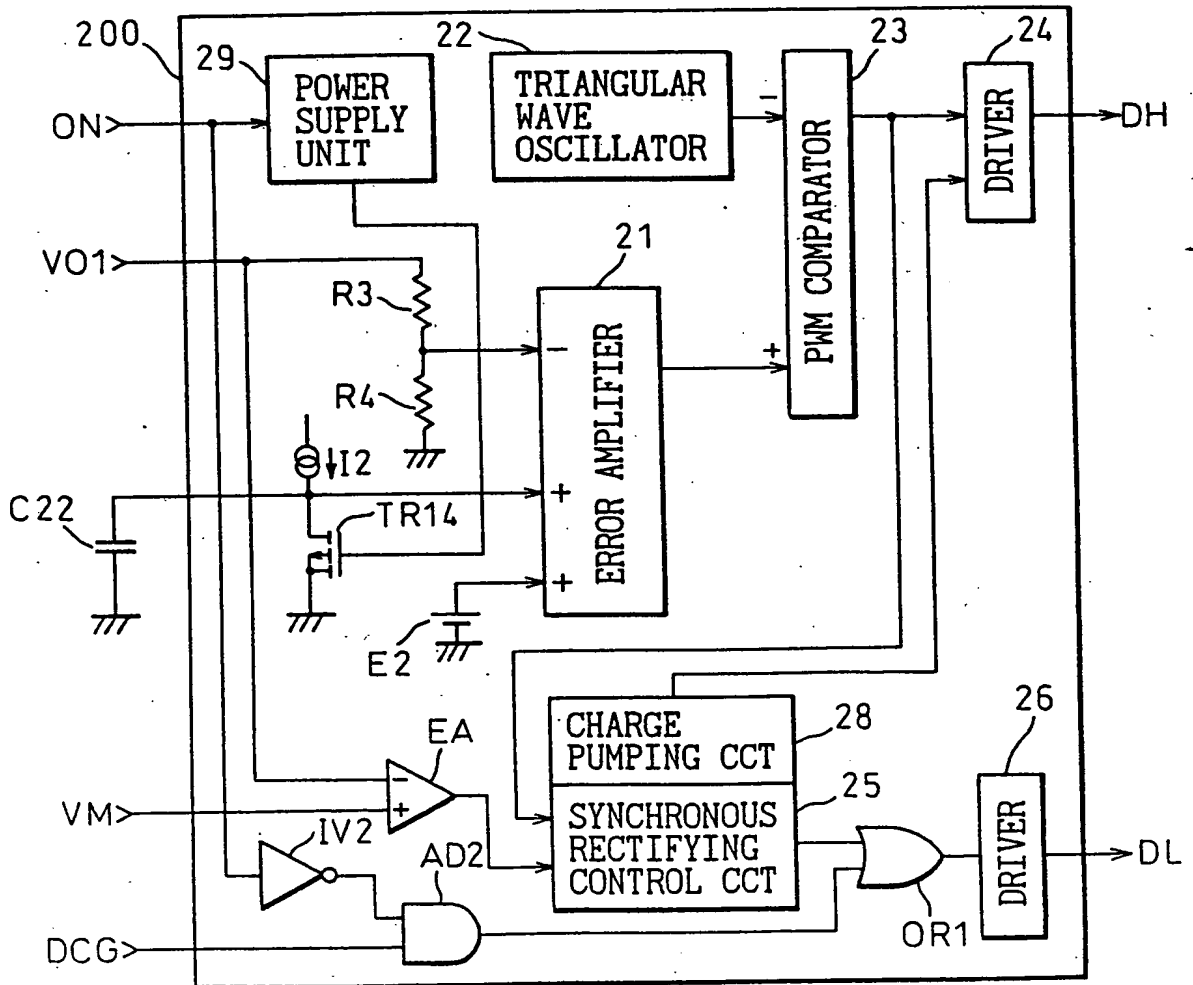 200
29
22
23
24
POWER
SUPPLY
UNIT
TRIANGULAR
WAVE
OSCILLATOR
-
PWM COMPARATOR
+
DRIVER
ON
DH
VO1
R3
R4
21
-
+
+
ERROR AMPLIFIER
I2
C22
TR14
E2
EA
-
+
VM
CHARGE
PUMPING CCT
28
SYNCHRONOUS
RECTIFYING
CONTROL CCT
25
26
DRIVER
DL
IV2
AD2
OR1
DCG